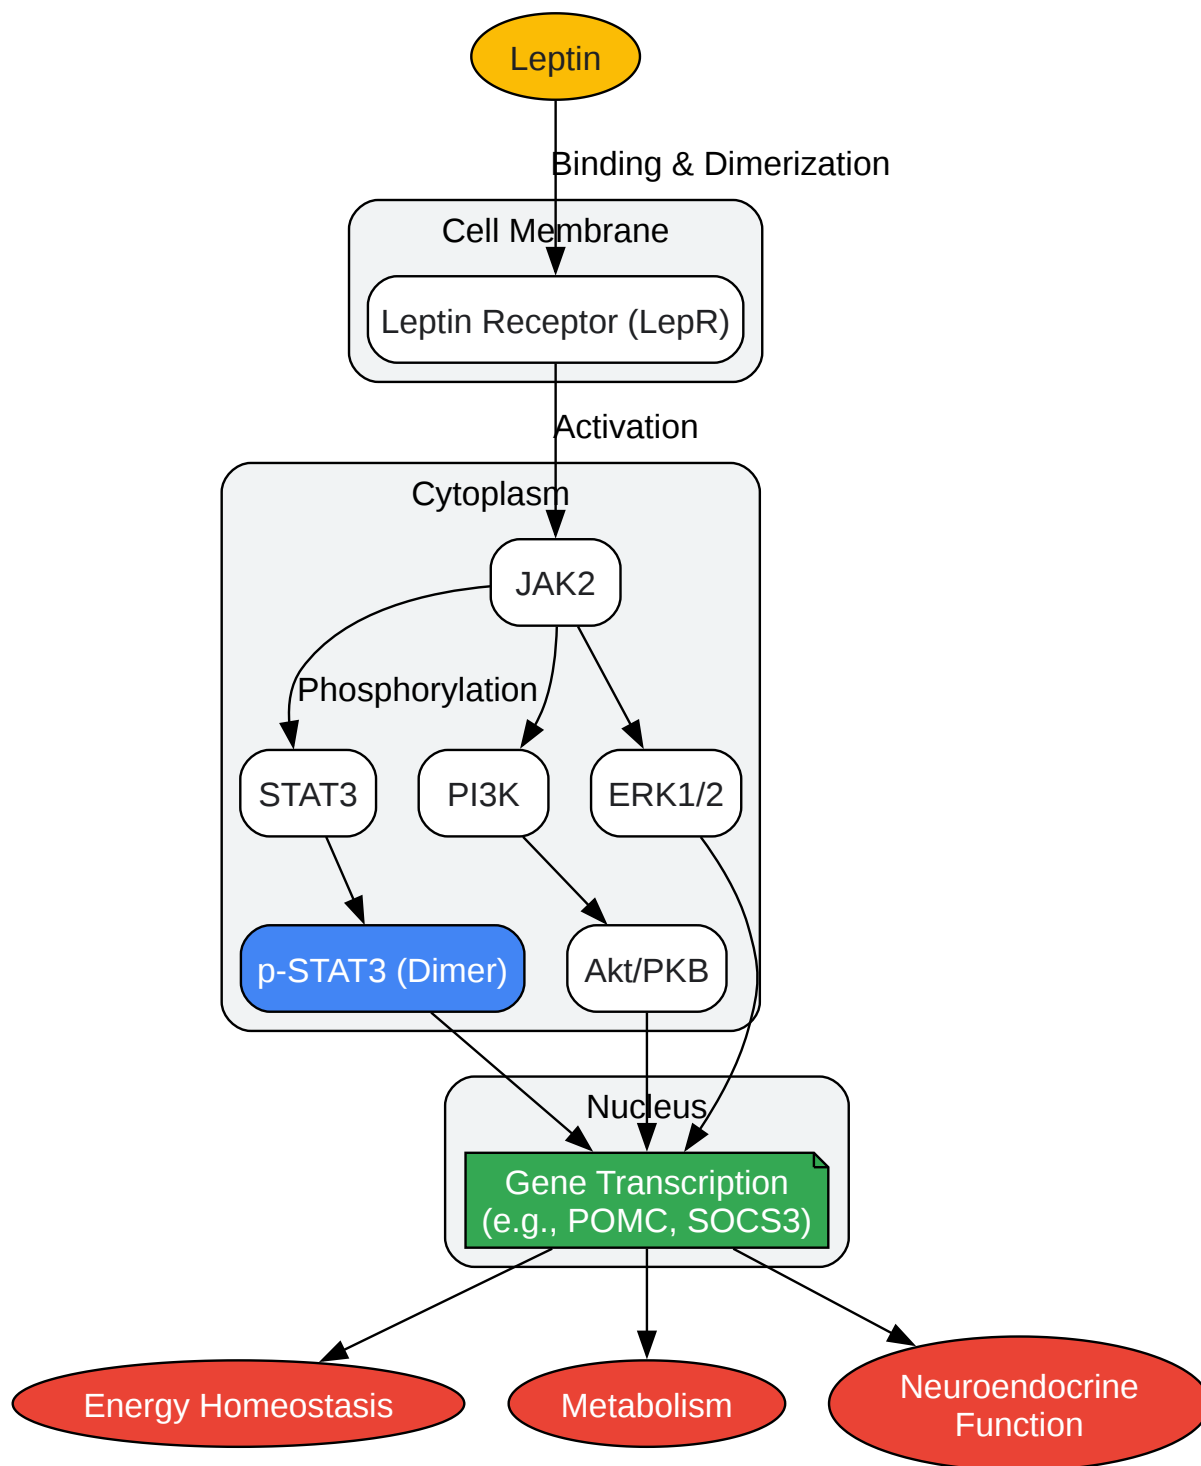 Leptin
Binding & Dimerization
Cell Membrane
Leptin Receptor (LepR)
Activation
Cytoplasm
JAK2
Phosphorylation
STAT3
PI3K
ERK1/2
p-STAT3 (Dimer)
Akt/PKB
Nucleus
Gene Transcription
(e.g., POMC, SOCS3)
Energy Homeostasis
Metabolism
Neuroendocrine
Function